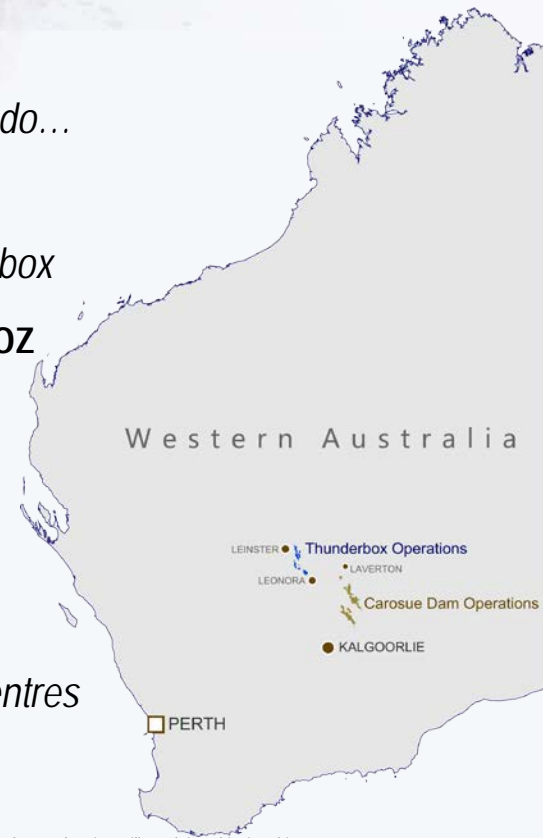 do...
box
oz
Western Australia
LEINSTER
Thunderbox Operations
LEONORA
LAVERTON
Carosue Dam Operations
KALGOORLIE
entres
PERTH